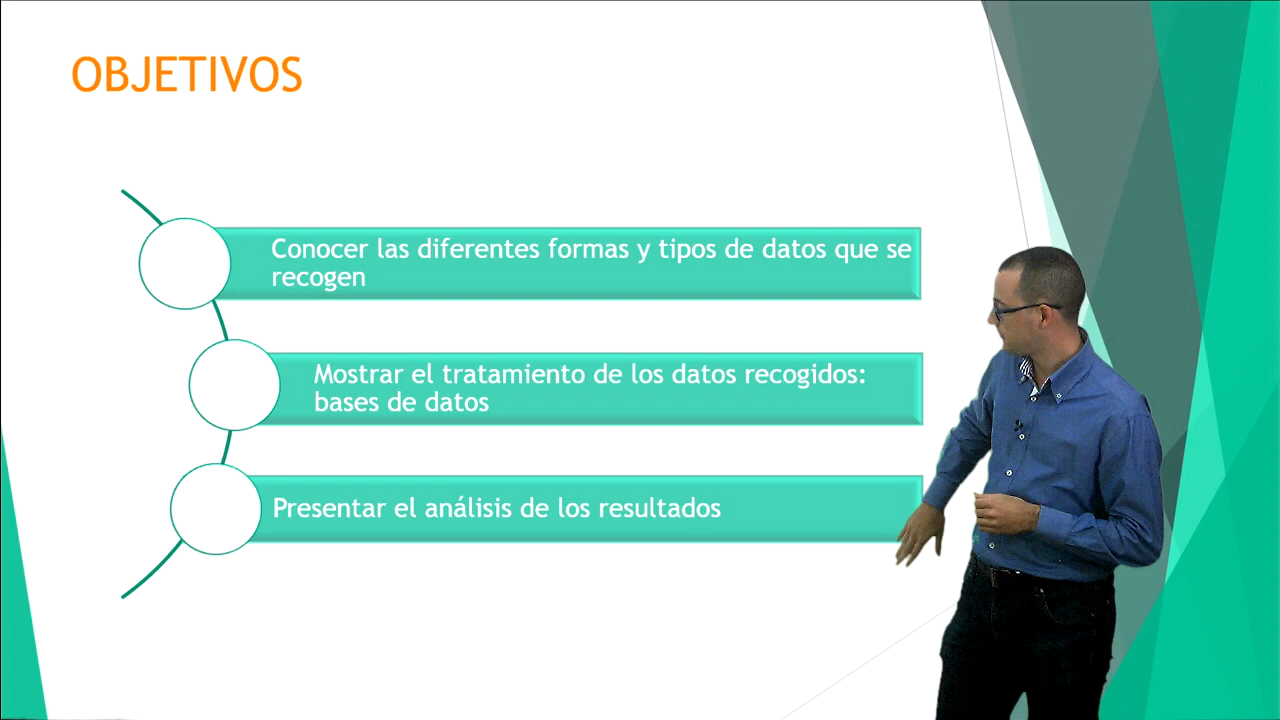 OBJETIVOS
Conocer las diferentes formas y tipos de datos que se
recogen
Mostrar el tratamiento de los datos recogidos:
bases de datos
Presentar el análisis de los resultados